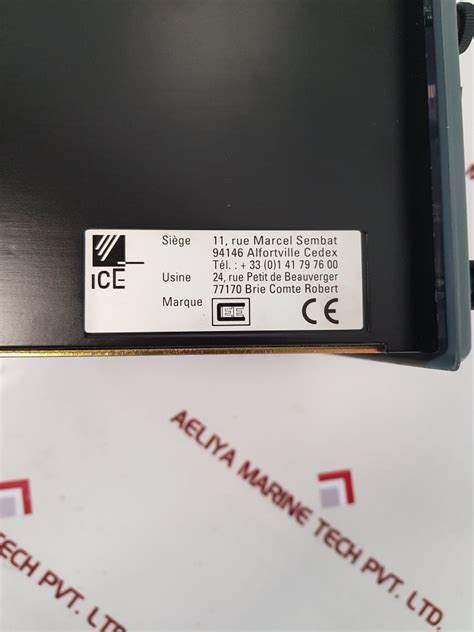 iCE
Siège 11, rue Marcel Sembat
94146 Alfortville Cedex
Tél. : + 33 (0)1 41 79 76 00
Usine 24, rue Petit de Beauverger
77170 Brie Comte Robert
Marque CEE CE
AELIYA MARINE TECH PVT. LTD.
TECH PVT. LTD.